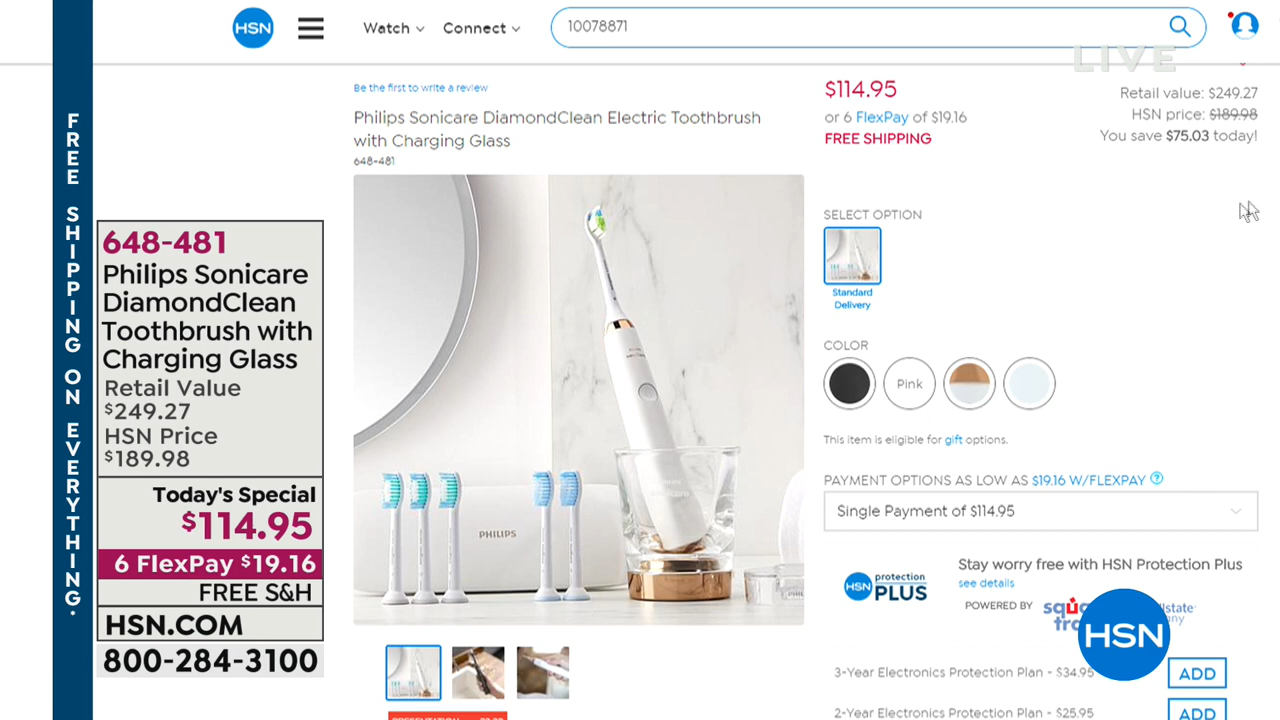 HSN
Watch
Connect
10078871
LIVE
FREE SHIPPING ON EVERYTHING.
648-481
Philips Sonicare
DiamondClean
Toothbrush with
Charging Glass
Retail Value
$249.27
HSN Price
$189.98
Today's Special
$114.95
6 FlexPay $19.16
FREE S&H
HSN.COM
800-284-3100
Be the first to write a review
Philips Sonicare DiamondClean Electric Toothbrush
with Charging Glass
648-481
PHILIPS
$114.95
or 6 FlexPay of $19.16
FREE SHIPPING
Retail value: $249.27
HSN price: $189.98
You save $75.03 today!
SELECT OPTION
Standard
Delivery
COLOR
Pink
This item is eligible for gift options.
PAYMENT OPTIONS AS LOW AS $19.16 W/FLEXPAY ?
Single Payment of $114.95
HSN protection
PLUS
Stay worry free with HSN Protection Plus
see details
POWERED BY
HSN
3-Year Electronics Protection Plan - $34.95
ADD
2-Year Electronics Protection Plan - $25.95
ADD